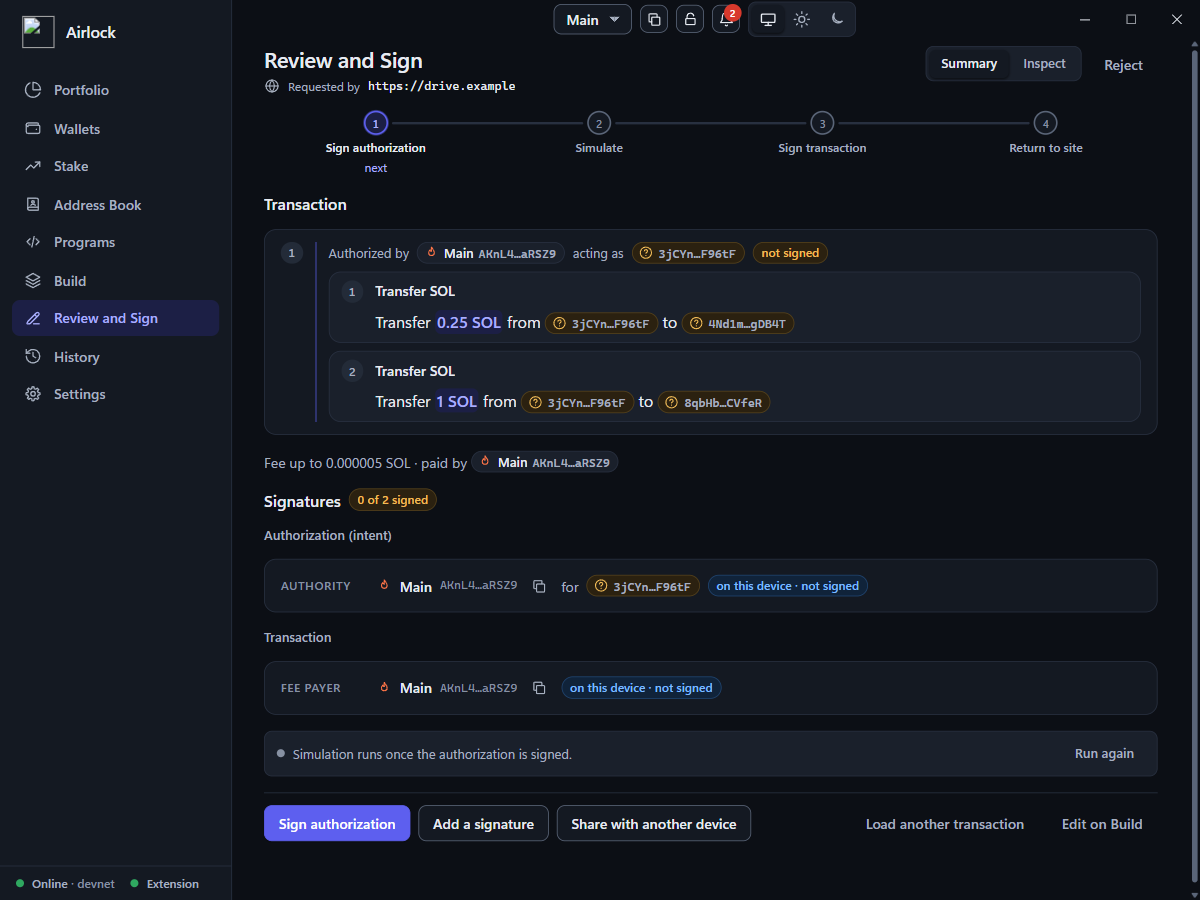 Airlock
Main
2
Portfolio
Wallets
Stake
Address Book
Programs
Build
Review and Sign
History
Settings
Online · devnet
Extension
Review and Sign
Requested by https://drive.example
Summary
Inspect
Reject
1
2
3
4
Sign authorization
Simulate
Sign transaction
Return to site
next
Transaction
1
Authorized by Main AKnL4…aRSZ9 acting as 3jCYn…F96tF not signed
1 Transfer SOL
Transfer 0.25 SOL from 3jCYn…F96tF to 4Nd1m…gDB4T
2 Transfer SOL
Transfer 1 SOL from 3jCYn…F96tF to 8qbHb…CVfeR
Fee up to 0.000005 SOL · paid by Main AKnL4…aRSZ9
Signatures 0 of 2 signed
Authorization (intent)
AUTHORITY Main AKnL4…aRSZ9 for 3jCYn…F96tF on this device · not signed
Transaction
FEE PAYER Main AKnL4…aRSZ9 on this device · not signed
Simulation runs once the authorization is signed.
Run again
Sign authorization
Add a signature
Share with another device
Load another transaction
Edit on Build